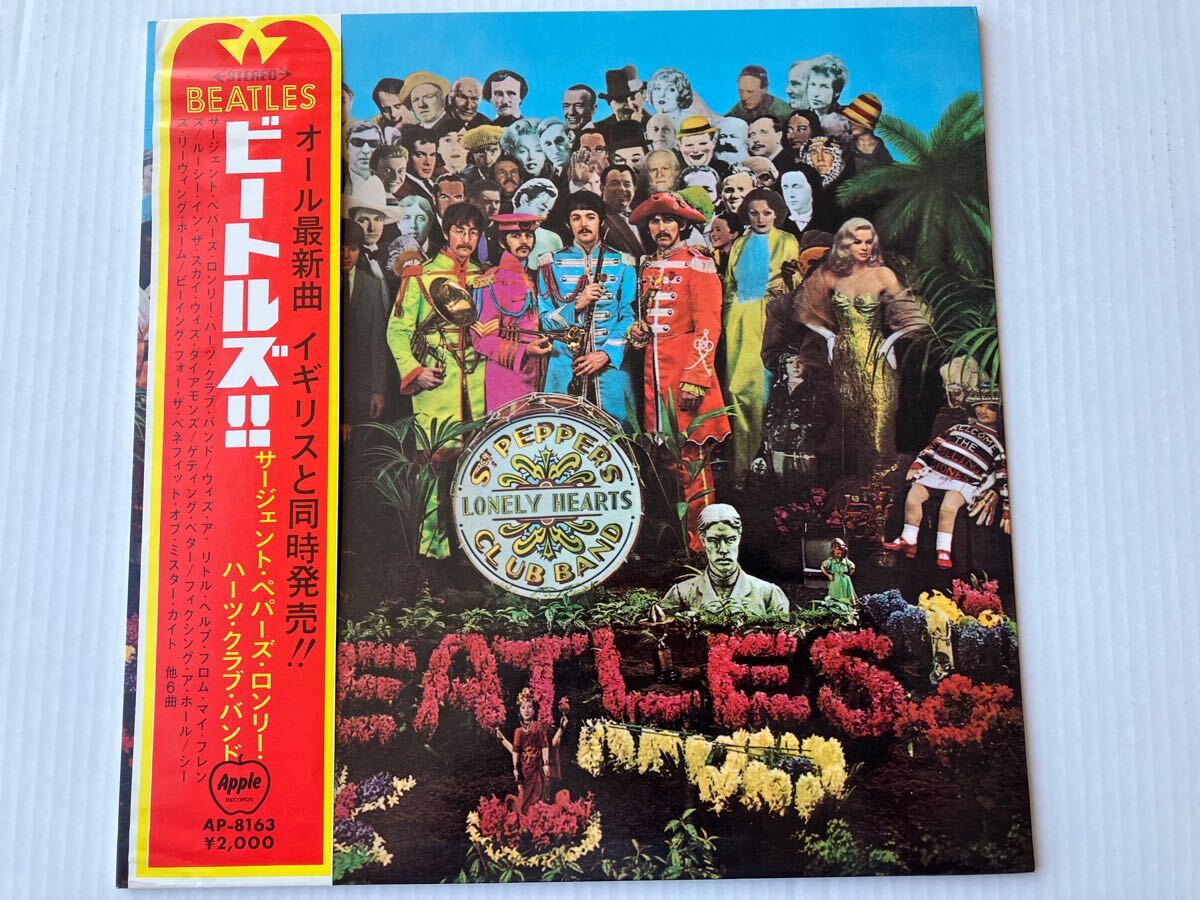 STEREO
BEATLES
ビートルズ!!
オール最新曲 イギリスと同時発売!!
サージェント・ペパーズ・ロンリー・
ハーツ・クラブ・バンド
サージェント・ペパーズ・ロンリー・ハーツ・クラブ・バンド/ウィズ・ア・リトル・ヘルプ・フロム・マイ・フレン
ズ/ルーシー・イン・ザ・スカイ・ウィズ・ダイアモンズ/ゲティング・ベター/フィクシング・ア・ホール/シー
ズ・リーヴィング・ホーム/ビーイング・フォー・ザ・ベネフィット・オブ・ミスター・カイト 他6曲
Apple
RECORDS
AP-8163
¥2,000
SGT PEPPERS
LONELY HEARTS
CLUB BAND
WELCOME
THE
EATLES